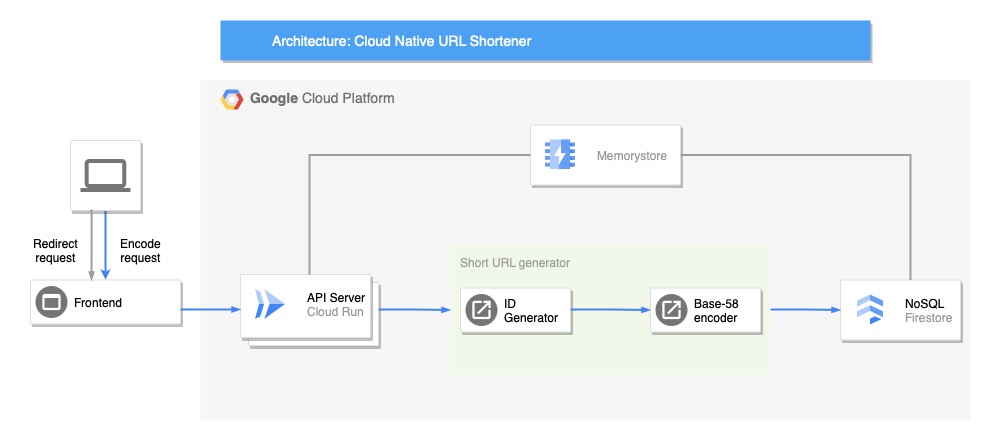 Architecture: Cloud Native URL Shortener
Google Cloud Platform
Memorystore
Redirect
request
Encode
request
Frontend
API Server
Cloud Run
Short URL generator
ID
Generator
Base-58
encoder
NoSQL
Firestore